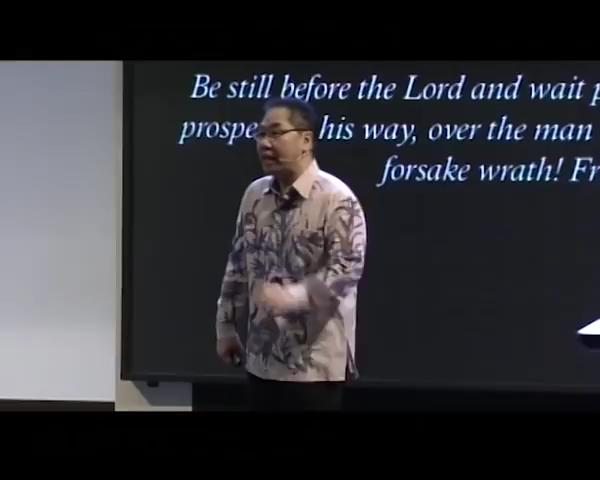 Be still before the Lord and wait
prospe his way, over the man
forsake wrath! Fr